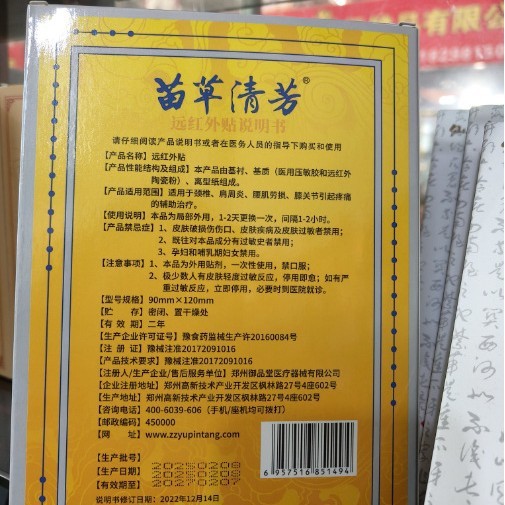 有限公
苗草清芳®
远红外贴说明书
请仔细阅读产品说明书或者在医务人员的指导下购买和使用
【产品名称】远红外贴
【产品性能结构及组成】本产品由基衬、基质（医用压敏胶和远红外
陶瓷粉）、离型纸组成。
【产品适用范围】适用于颈椎、肩周炎、腰肌劳损、膝关节引起疼痛
的辅助治疗。
【使用说明】本品为局部外用，1-2天更换一次，间隔1-2小时。
【产品禁忌症】1、皮肤破损伤伤口、皮肤疾病及皮肤过敏者禁用；
2、既往对本品成分有过敏史者禁用；
3、孕妇和哺乳期妇女禁用。
【注意事项】1、本品为外用贴剂，一次性使用，禁口服；
2、极少数人有皮肤轻度过敏反应，停用即愈；如有严
重过敏反应，立即停用，必要时到医院就诊。
【型号规格】90mm×120mm
【贮 存】密闭、置干燥处
【有 效 期】二年
【生产企业许可证号】豫食药监械生产许20160084号
【注 册 证】豫械注准20172091016
【产品技术要求】豫械注准20172091016
【注册人/生产企业/售后服务单位】郑州御品堂医疗器械有限公司
【企业注册地址】郑州高新技术产业开发区枫林路27号4座602号
【生产地址】郑州高新技术产业开发区枫林路27号4座602号
【咨询电话】400-6039-606（手机/座机均可拨打）
【邮政编码】450000
【网 址】www.zzyupintang.com
【生产批号】
【生产日期】20250208
【有效期至】20270207
说明书修订日期：2022年12月14日
6957516851494